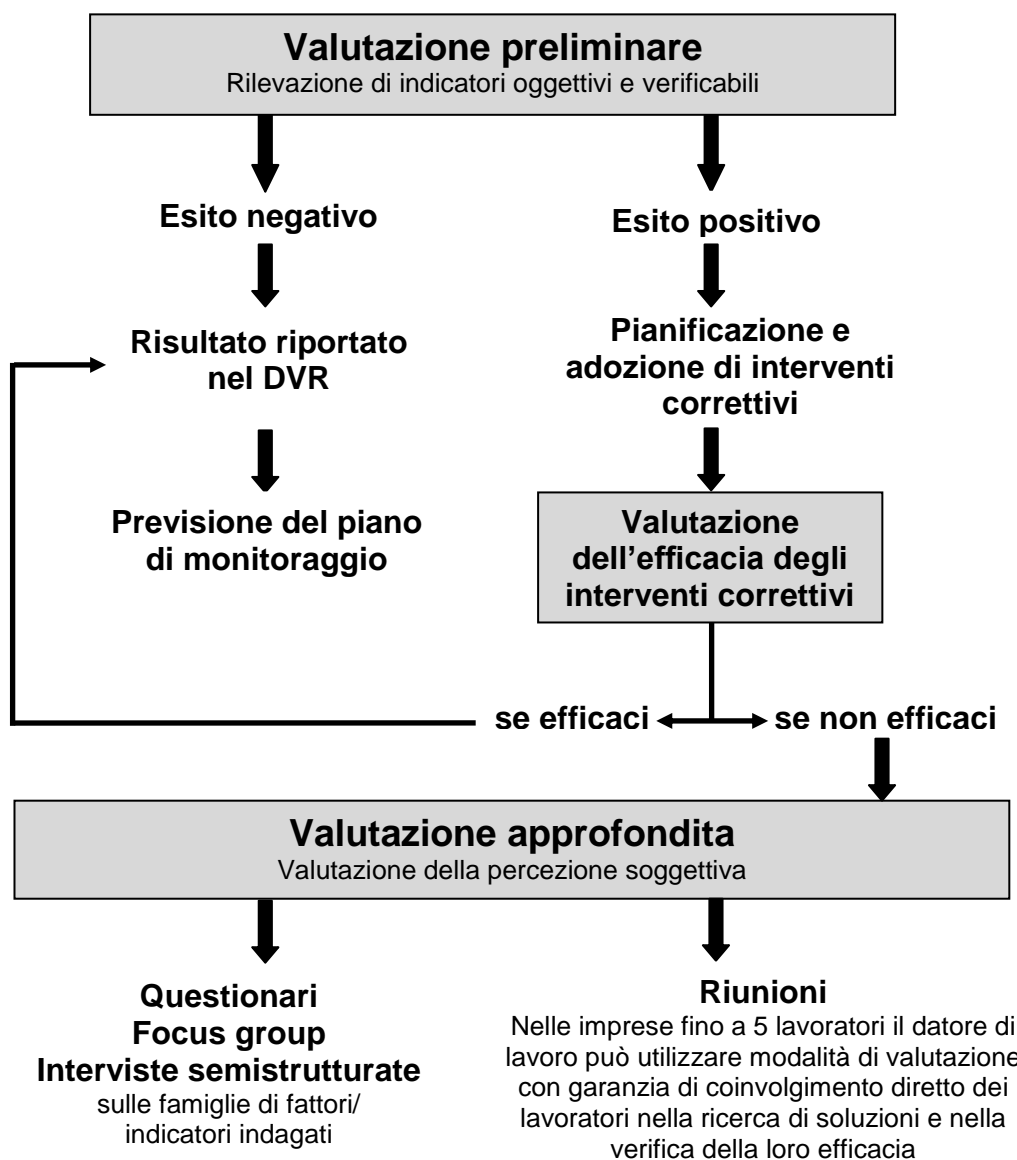 Valutazione preliminare
Rilevazione di indicatori oggettivi e verificabili
Esito negativo
Esito positivo
Risultato riportato
nel DVR
Pianificazione e
adozione di interventi
correttivi
Previsione del piano
di monitoraggio
Valutazione
dell’efficacia degli
interventi correttivi
se efficaci
se non efficaci
Valutazione approfondita
Valutazione della percezione soggettiva
Questionari
Focus group
Interviste semistrutturate
sulle famiglie di fattori/
indicatori indagati
Riunioni
Nelle imprese fino a 5 lavoratori il datore di
lavoro può utilizzare modalità di valutazione
con garanzia di coinvolgimento diretto dei
lavoratori nella ricerca di soluzioni e nella
verifica della loro efficacia